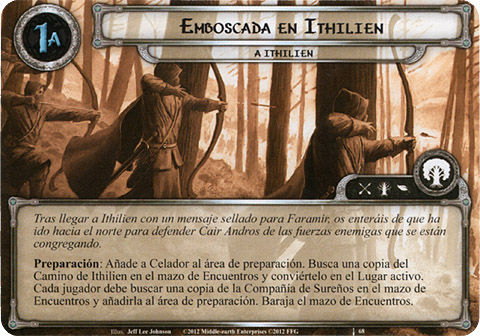 1A
Emboscada en Ithilien
A Ithilien
Tras llegar a Ithilien con un mensaje sellado para Faramir, os enteráis de que ha
ido hacia el norte para defender Cair Andros de las fuerzas enemigas que se están
congregando.
Preparación: Añade a Celador al área de preparación. Busca una copia del
Camino de Ithilien en el mazo de Encuentros y conviértelo en el Lugar activo.
Cada jugador debe buscar una copia de la Compañía de Sureños en el mazo de
Encuentros y añadirla al área de preparación. Baraja el mazo de Encuentros.
Ilus. Jeff Lee Johnson ©2012 Middle-earth Enterprises ©2012 FFG 68